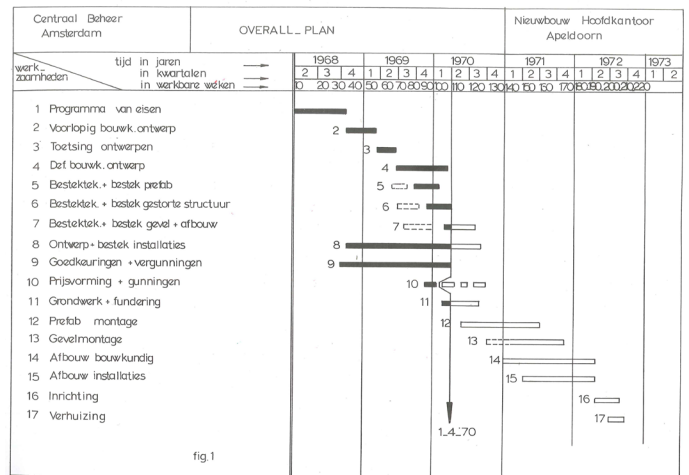 Centraal Beheer
Amsterdam
OVERALL_PLAN
Nieuwbouw Hoofdkantoor
Apeldoorn
werk_
zaamheden
tijd in jaren
in kwartalen
in werkbare weken
1968 1969 1970 1971 1972 1973
2 3 4 1 2 3 4 1 2 3 4 1 2 3 4 1 2 3 4 1 2
10 20 30 40 50 60 70 80 90 100 110 120 130 140 150 160 170 180 190 200 210 220
1 Programma van eisen
2 Voorlopig bouwk. ontwerp 2
3 Toetsing ontwerpen 3
4 Def. bouwk. ontwerp 4
5 Bestektek. + bestek prefab 5
6 Bestektek. + bestek gestorte structuur 6
7 Bestektek. + bestek gevel + afbouw 7
8 Ontwerp + bestek installaties 8
9 Goedkeuringen + vergunningen 9
10 Prijsvorming + gunningen 10
11 Grondwerk + fundering 11
12 Prefab montage 12
13 Gevelmontage 13
14 Afbouw bouwkundig 14
15 Afbouw installaties 15
16 Inrichting 16
17 Verhuizing 17
1_4_'70
fig.1